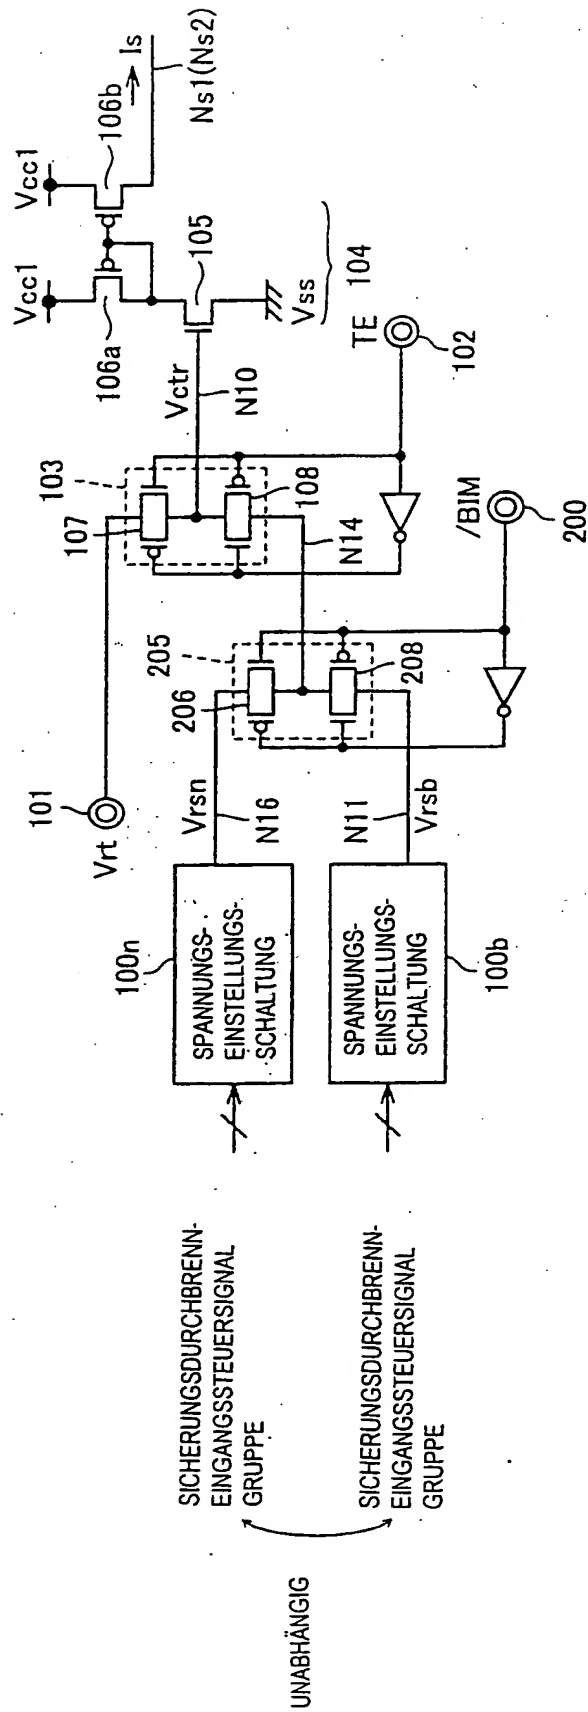 UNABHÄNGIG
SICHERUNGSDURCHBRENN-
EINGANGSSTEUERSIGNAL
GRUPPE
SICHERUNGSDURCHBRENN-
EINGANGSSTEUERSIGNAL
GRUPPE
100n
SPANNUNGS-
EINSTELLUNGS-
SCHALTUNG
SPANNUNGS-
EINSTELLUNGS-
SCHALTUNG
100b
101
Vrt
Vrsn
N16
N11
Vrsb
205
206
208
/BIM
200
103
107
108
N14
TE
102
Vctr
N10
Vcc1
Vcc1
106a
106b
105
Vss
104
Is
Ns1(Ns2)